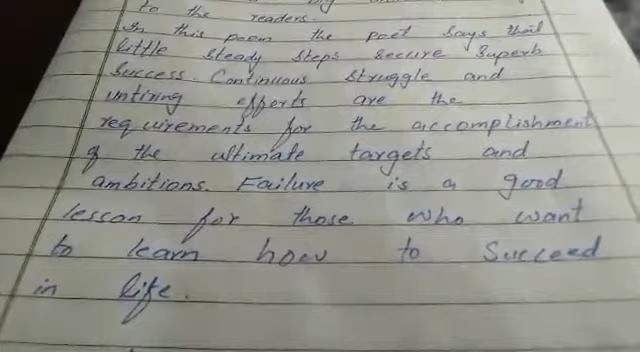 to the readers.
In this poem the poet says that
little steady steps secure superb
success. Continuous struggle and
untiring efforts are the
requirements for the accomplishment
of the ultimate targets and
ambitions. Failure is a good
lesson for those who want
to learn how to succeed
in life.